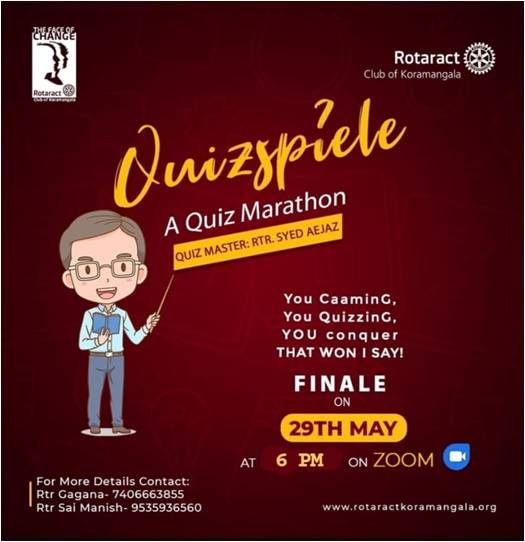 THE FACE OF
CHANGE
Rotaract
Club of Koramangala
Rotaract
Club of Koramangala
Quizspiele
A Quiz Marathon
QUIZ MASTER: RTR. SYED AEJAZ
You CaaminG,
You QuizzinG,
YOU conquer
THAT WON I SAY!
FINALE
ON
29TH MAY
AT 6 PM ON ZOOM
For More Details Contact:
Rtr Gagana- 7406663855
Rtr Sai Manish- 9535936560
www.rotaractkoramangala.org